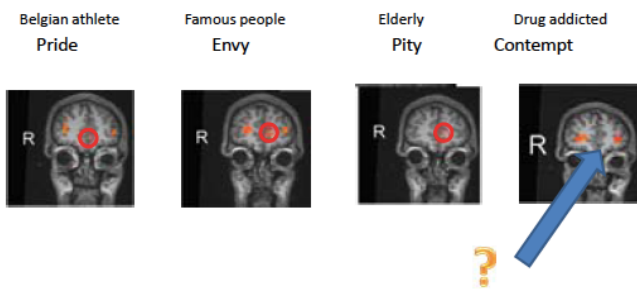 Belgian athlete Famous people Elderly Drug addicted
Pride Envy Pity Contempt
R R R R
?